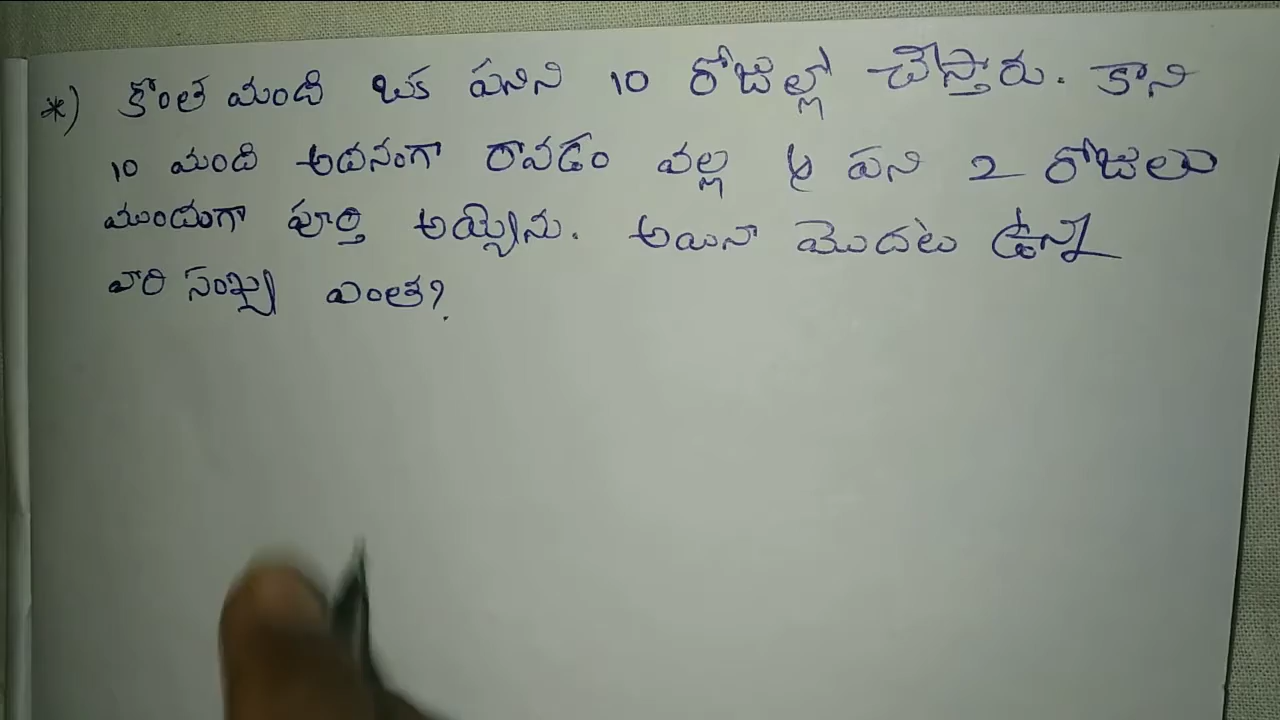 *) కొంత మంది ఒక పనిని 10 రోజుల్లో చేస్తారు. కాని
10 మంది అదనంగా రావడం వల్ల ఆ పని 2 రోజులు
ముందుగా పూర్తి అయ్యెను. అయినా మొదట ఉన్న
వారి సంఖ్య ఎంత?